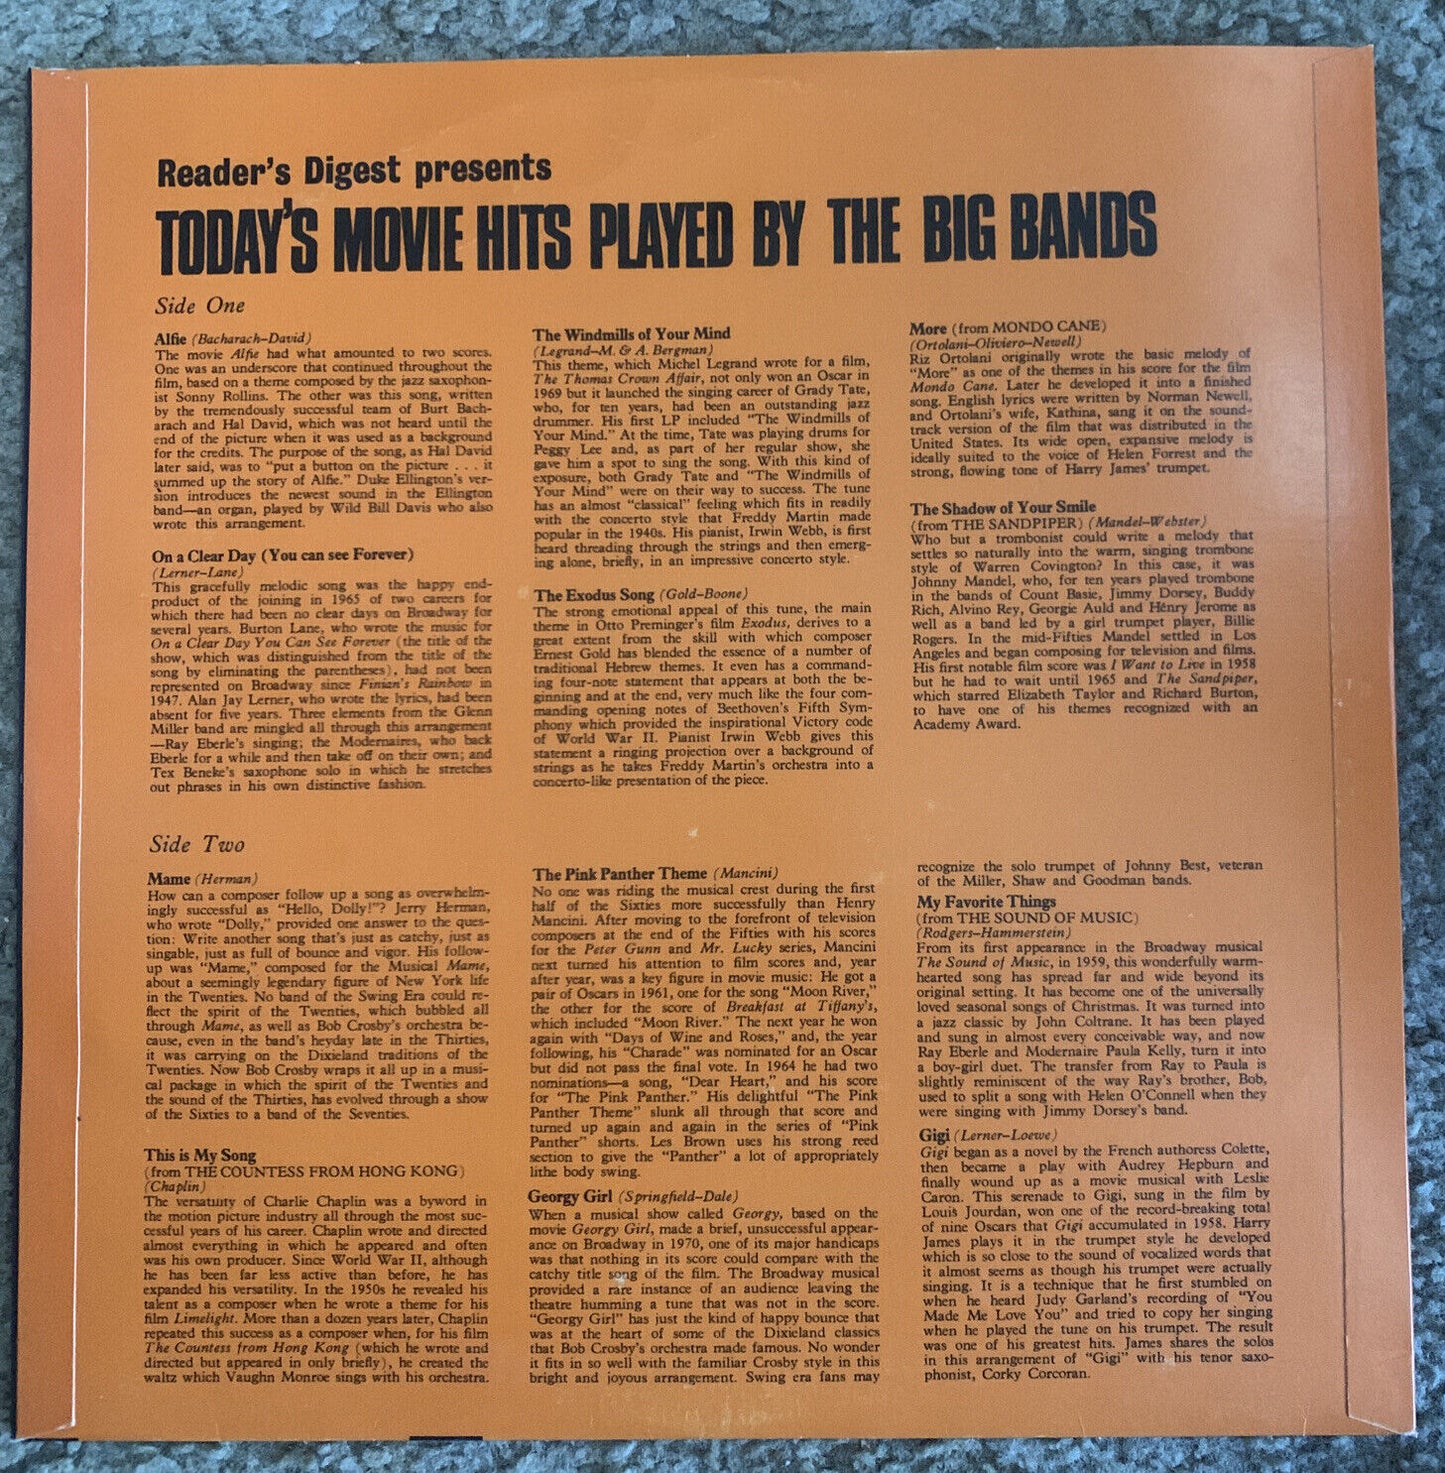 Reader's Digest presents
TODAY'S MOVIE HITS PLAYED BY THE BIG BANDS
Side One
Alfie (Bacharach–David)
The movie Alfie had what amounted to two scores.
One was an underscore that continued throughout the
film, based on a theme composed by the jazz saxophon-
ist Sonny Rollins. The other was this song, written
by the tremendously successful team of Burt Bach-
arach and Hal David, which was not heard until the
end of the picture when it was used as a background
for the credits. The purpose of the song, as Hal David
later said, was to "put a button on the picture . . . it
summed up the story of Alfie." Duke Ellington's ver-
sion introduces the newest sound in the Ellington
band—an organ, played by Wild Bill Davis who also
wrote this arrangement.
On a Clear Day (You can see Forever)
(Lerner–Lane)
This gracefully melodic song was the happy end-
product of the joining in 1965 of two careers for
which there had been no clear days on Broadway for
several years. Burton Lane, who wrote the music for
On a Clear Day You Can See Forever (the title of the
show, which was distinguished from the title of the
song by eliminating the parentheses), had not been
represented on Broadway since Finian's Rainbow in
1947. Alan Jay Lerner, who wrote the lyrics, had been
absent for five years. Three elements from the Glenn
Miller band are mingled all through this arrangement
—Ray Eberle's singing; the Modernaires, who back
Eberle for a while and then take off on their own; and
Tex Beneke's saxophone solo in which he stretches
out phrases in his own distinctive fashion.
The Windmills of Your Mind
(Legrand–M. & A. Bergman)
This theme, which Michel Legrand wrote for a film,
The Thomas Crown Affair, not only won an Oscar in
1969 but it launched the singing career of Grady Tate,
who, for ten years, had been an outstanding jazz
drummer. His first LP included "The Windmills of
Your Mind." At the time, Tate was playing drums for
Peggy Lee and, as part of her regular show, she
gave him a spot to sing the song. With this kind of
exposure, both Grady Tate and "The Windmills of
Your Mind" were on their way to success. The tune
has an almost "classical" feeling which fits in readily
with the concerto style that Freddy Martin made
popular in the 1940s. His pianist, Irwin Webb, is first
heard threading through the strings and then emerg-
ing alone, briefly, in an impressive concerto style.
The Exodus Song (Gold–Boone)
The strong emotional appeal of this tune, the main
theme in Otto Preminger's film Exodus, derives to a
great extent from the skill with which composer
Ernest Gold has blended the essence of a number of
traditional Hebrew themes. It even has a command-
ing four-note statement that appears at both the be-
ginning and at the end, very much like the four com-
manding opening notes of Beethoven's Fifth Sym-
phony which provided the inspirational Victory code
of World War II. Pianist Irwin Webb gives this
statement a ringing projection over a background of
strings as he takes Freddy Martin's orchestra into a
concerto-like presentation of the piece.
More (from MONDO CANE)
(Ortolani–Oliviero–Newell)
Riz Ortolani originally wrote the basic melody of
"More" as one of the themes in his score for the film
Mondo Cane. Later he developed it into a finished
song. English lyrics were written by Norman Newell,
and Ortolani's wife, Kathina, sang it on the sound-
track version of the film that was distributed in the
United States. Its wide open, expansive melody is
ideally suited to the voice of Helen Forrest and the
strong, flowing tone of Harry James' trumpet.
The Shadow of Your Smile
(from THE SANDPIPER) (Mandel–Webster)
Who but a trombonist could write a melody that
settles so naturally into the warm, singing trombone
style of Warren Covington? In this case, it was
Johnny Mandel, who, for ten years played trombone
in the bands of Count Basie, Jimmy Dorsey, Buddy
Rich, Alvino Rey, Georgie Auld and Henry Jerome as
well as a band led by a girl trumpet player, Billie
Rogers. In the mid-Fifties Mandel settled in Los
Angeles and began composing for television and films.
His first notable film score was I Want to Live in 1958
but he had to wait until 1965 and The Sandpiper,
which starred Elizabeth Taylor and Richard Burton,
to have one of his themes recognized with an
Academy Award.
Side Two
Mame (Herman)
How can a composer follow up a song as overwhelm-
ingly successful as "Hello, Dolly!"? Jerry Herman,
who wrote "Dolly," provided one answer to the ques-
tion: Write another song that's just as catchy, just as
singable, just as full of bounce and vigor. His follow-
up was "Mame," composed for the Musical Mame,
about a seemingly legendary figure of New York life
in the Twenties. No band of the Swing Era could re-
flect the spirit of the Twenties, which bubbled all
through Mame, as well as Bob Crosby's orchestra be-
cause, even in the band's heyday late in the Thirties,
it was carrying on the Dixieland traditions of the
Twenties. Now Bob Crosby wraps it all up in a musi-
cal package in which the spirit of the Twenties and
the sound of the Thirties, has evolved through a show
of the Sixties to a band of the Seventies.
This is My Song
(from THE COUNTESS FROM HONG KONG)
(Chaplin)
The versatility of Charlie Chaplin was a byword in
the motion picture industry all through the most suc-
cessful years of his career. Chaplin wrote and directed
almost everything in which he appeared and often
was his own producer. Since World War II, although
he has been far less active than before, he has
expanded his versatility. In the 1950s he revealed his
talent as a composer when he wrote a theme for his
film Limelight. More than a dozen years later, Chaplin
repeated this success as a composer when, for his film
The Countess from Hong Kong (which he wrote and
directed but appeared in only briefly), he created the
waltz which Vaughn Monroe sings with his orchestra.
The Pink Panther Theme (Mancini)
No one was riding the musical crest during the first
half of the Sixties more successfully than Henry
Mancini. After moving to the forefront of television
composers at the end of the Fifties with his scores
for the Peter Gunn and Mr. Lucky series, Mancini
next turned his attention to film scores and, year
after year, was a key figure in movie music: He got a
pair of Oscars in 1961, one for the song "Moon River,"
the other for the score of Breakfast at Tiffany's,
which included "Moon River." The next year he won
again with "Days of Wine and Roses," and, the year
following, his "Charade" was nominated for an Oscar
but did not pass the final vote. In 1964 he had two
nominations—a song, "Dear Heart," and his score
for "The Pink Panther." His delightful "The Pink
Panther Theme" slunk all through that score and
turned up again and again in the series of "Pink
Panther" shorts. Les Brown uses his strong reed
section to give the "Panther" a lot of appropriately
lithe body swing.
Georgy Girl (Springfield–Dale)
When a musical show called Georgy, based on the
movie Georgy Girl, made a brief, unsuccessful appear-
ance on Broadway in 1970, one of its major handicaps
was that nothing in its score could compare with the
catchy title song of the film. The Broadway musical
provided a rare instance of an audience leaving the
theatre humming a tune that was not in the score.
"Georgy Girl" has just the kind of happy bounce that
was at the heart of some of the Dixieland classics
that Bob Crosby's orchestra made famous. No wonder
it fits in so well with the familiar Crosby style in this
bright and joyous arrangement. Swing era fans may
recognize the solo trumpet of Johnny Best, veteran
of the Miller, Shaw and Goodman bands.
My Favorite Things
(from THE SOUND OF MUSIC)
(Rodgers–Hammerstein)
From its first appearance in the Broadway musical
The Sound of Music, in 1959, this wonderfully warm-
hearted song has spread far and wide beyond its
original setting. It has become one of the universally
loved seasonal songs of Christmas. It was turned into
a jazz classic by John Coltrane. It has been played
and sung in almost every conceivable way, and now
Ray Eberle and Modernaire Paula Kelly, turn it into
a boy-girl duet. The transfer from Ray to Paula is
slightly reminiscent of the way Ray's brother, Bob,
used to split a song with Helen O'Connell when they
were singing with Jimmy Dorsey's band.
Gigi (Lerner–Loewe)
Gigi began as a novel by the French authoress Colette,
then became a play with Audrey Hepburn and
finally wound up as a movie musical with Leslie
Caron. This serenade to Gigi, sung in the film by
Louis Jourdan, won one of the record-breaking total
of nine Oscars that Gigi accumulated in 1958. Harry
James plays it in the trumpet style he developed
which is so close to the sound of vocalized words that
it almost seems as though his trumpet were actually
singing. It is a technique that he first stumbled on
when he heard Judy Garland's recording of "You
Made Me Love You" and tried to copy her singing
when he played the tune on his trumpet. The result
was one of his greatest hits. James shares the solos
in this arrangement of "Gigi" with his tenor saxo-
phonist, Corky Corcoran.